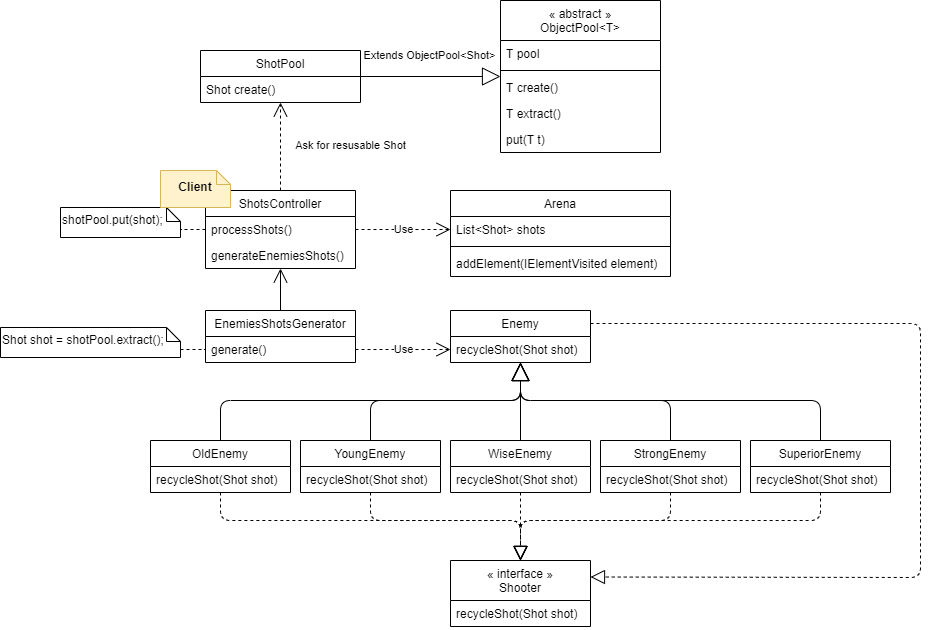 « abstract »
ObjectPool<T>
T pool
T create()
T extract()
put(T t)
Extends ObjectPool<Shot>
ShotPool
Shot create()
Ask for resusable Shot
Client
ShotsController
processShots()
generateEnemiesShots()
shotPool.put(shot);
Use
Arena
List<Shot> shots
addElement(IElementVisited element)
EnemiesShotsGenerator
generate()
Shot shot = shotPool.extract();
Use
Enemy
recycleShot(Shot shot)
OldEnemy
recycleShot(Shot shot)
YoungEnemy
recycleShot(Shot shot)
WiseEnemy
recycleShot(Shot shot)
StrongEnemy
recycleShot(Shot shot)
SuperiorEnemy
recycleShot(Shot shot)
« interface »
Shooter
recycleShot(Shot shot)